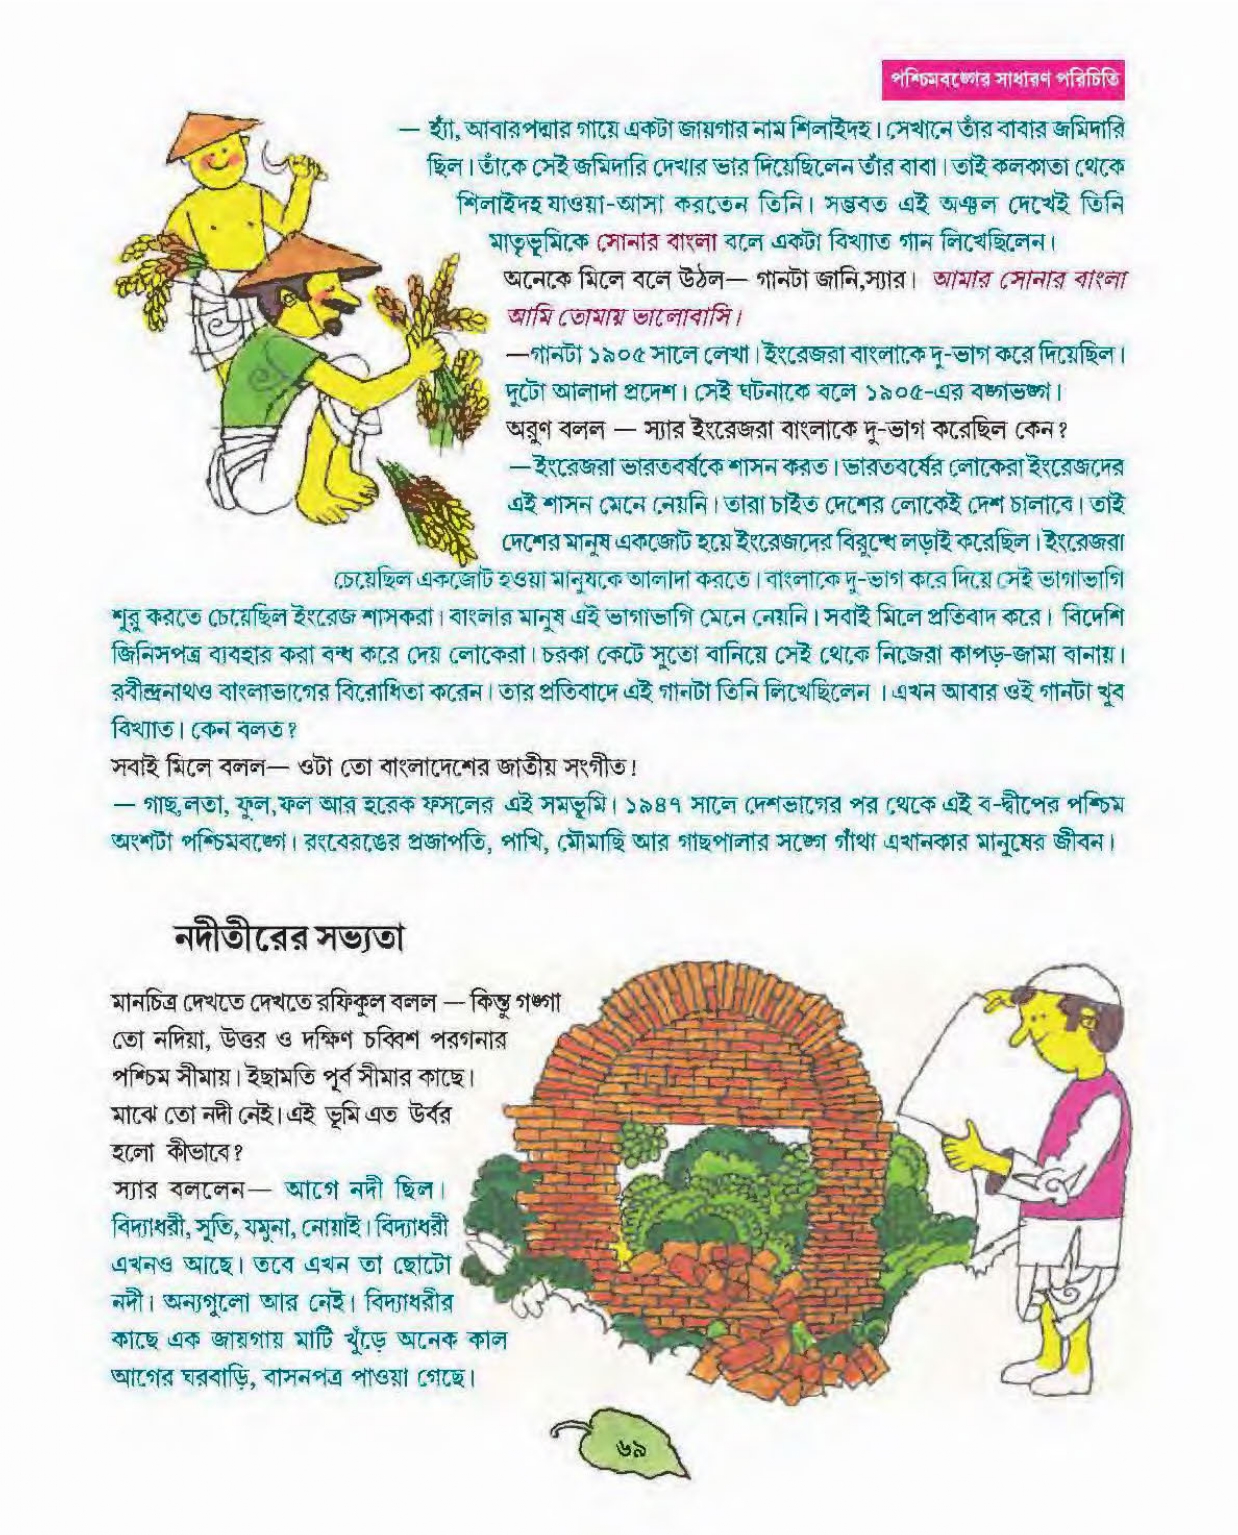 পশ্চিমবঙ্গের সাধারণ পরিচিতি
— হ্যাঁ, আবারপদ্মার গায়ে একটা জায়গার নাম শিলাইদহ। সেখানে তাঁর বাবার জমিদারি
ছিল। তাঁকে সেই জমিদারি দেখার ভার দিয়েছিলেন তাঁর বাবা। তাই কলকাতা থেকে
শিলাইদহ যাওয়া-আসা করতেন তিনি। সম্ভবত এই অঞ্চল দেখেই তিনি
মাতৃভূমিকে সোনার বাংলা বলে একটা বিখ্যাত গান লিখেছিলেন।
অনেকে মিলে বলে উঠল— গানটা জানি,স্যার। আমার সোনার বাংলা
আমি তোমায় ভালোবাসি।
—গানটা ১৯০৫ সালে লেখা। ইংরেজরা বাংলাকে দু-ভাগ করে দিয়েছিল।
দুটো আলাদা প্রদেশ। সেই ঘটনাকে বলে ১৯০৫-এর বঙ্গভঙ্গ।
অরুণ বলল — স্যার ইংরেজরা বাংলাকে দু-ভাগ করেছিল কেন?
—ইংরেজরা ভারতবর্ষকে শাসন করত। ভারতবর্ষের লোকেরা ইংরেজদের
এই শাসন মেনে নেয়নি। তারা চাইত দেশের লোকেই দেশ চালাবে। তাই
দেশের মানুষ একজোট হয়ে ইংরেজদের বিরুদ্ধে লড়াই করেছিল। ইংরেজরা
চেয়েছিল একজোট হওয়া মানুষকে আলাদা করতে। বাংলাকে দু-ভাগ করে দিয়ে সেই ভাগাভাগি
শুরু করতে চেয়েছিল ইংরেজ শাসকরা। বাংলার মানুষ এই ভাগাভাগি মেনে নেয়নি। সবাই মিলে প্রতিবাদ করে। বিদেশি
জিনিসপত্র ব্যবহার করা বন্ধ করে দেয় লোকেরা। চরকা কেটে সুতো বানিয়ে সেই থেকে নিজেরা কাপড়-জামা বানায়।
রবীন্দ্রনাথও বাংলাভাগের বিরোধিতা করেন। তার প্রতিবাদে এই গানটা তিনি লিখেছিলেন । এখন আবার ওই গানটা খুব
বিখ্যাত। কেন বলত?
সবাই মিলে বলল— ওটা তো বাংলাদেশের জাতীয় সংগীত!
— গাছ,লতা, ফুল,ফল আর হরেক ফসলের এই সমভূমি। ১৯৪৭ সালে দেশভাগের পর থেকে এই ব-দ্বীপের পশ্চিম
অংশটা পশ্চিমবঙ্গে। রংবেরঙের প্রজাপতি, পাখি, মৌমাছি আর গাছপালার সঙ্গে গাঁথা এখানকার মানুষের জীবন।
নদীতীরের সভ্যতা
মানচিত্র দেখতে দেখতে রফিকুল বলল — কিন্তু গঙ্গা
তো নদিয়া, উত্তর ও দক্ষিণ চব্বিশ পরগনার
পশ্চিম সীমায়। ইছামতি পূর্ব সীমার কাছে।
মাঝে তো নদী নেই। এই ভূমি এত উর্বর
হলো কীভাবে?
স্যার বললেন— আগে নদী ছিল।
বিদ্যাধরী, সুতি, যমুনা, নোয়াই। বিদ্যাধরী
এখনও আছে। তবে এখন তা ছোটো
নদী। অন্যগুলো আর নেই। বিদ্যাধরীর
কাছে এক জায়গায় মাটি খুঁড়ে অনেক কাল
আগের ঘরবাড়ি, বাসনপত্র পাওয়া গেছে।
৬৯